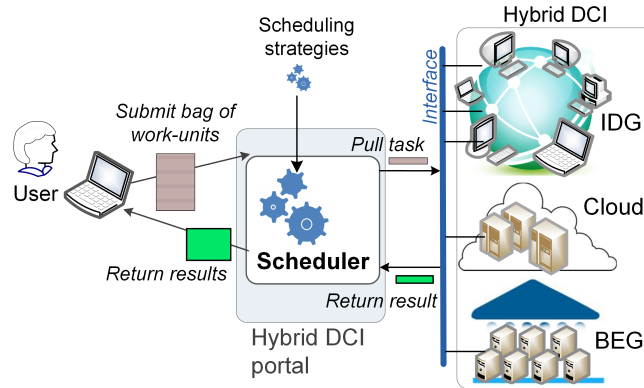 Hybrid DCI
Scheduling
strategies
Interface
Submit bag of
work-units
Pull task
IDG
User
Cloud
Return results
Scheduler
Return result
Hybrid DCI
portal
BEG